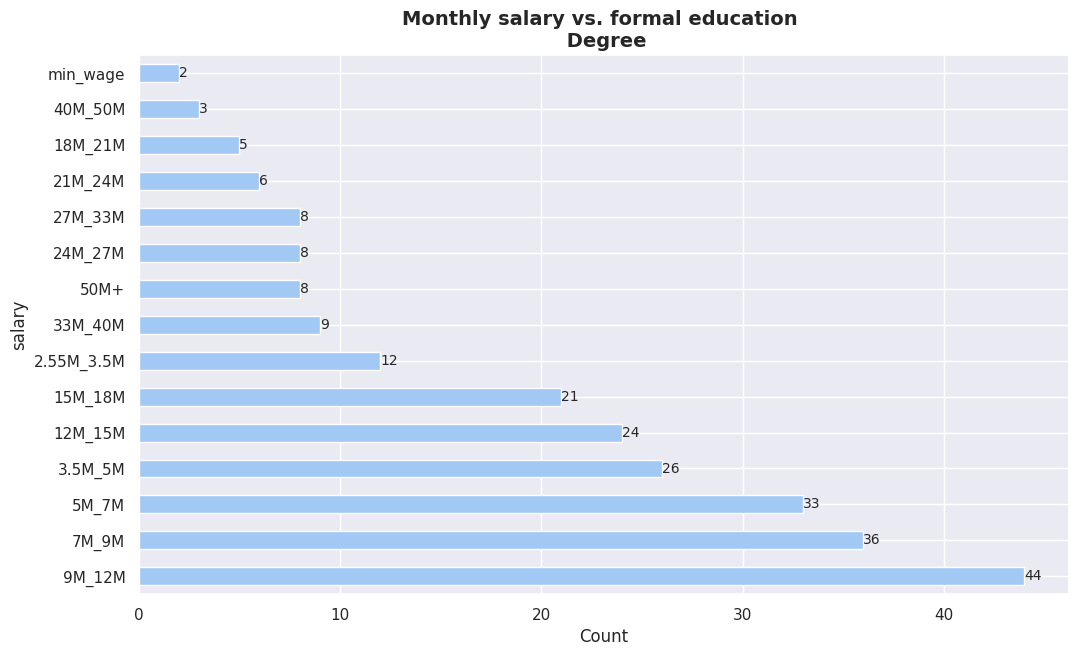 Monthly salary vs. formal education
Degree
salary
min_wage 2
40M_50M 3
18M_21M 5
21M_24M 6
27M_33M 8
24M_27M 8
50M+ 8
33M_40M 9
2.55M_3.5M 12
15M_18M 21
12M_15M 24
3.5M_5M 26
5M_7M 33
7M_9M 36
9M_12M 44
0 10 20 30 40
Count